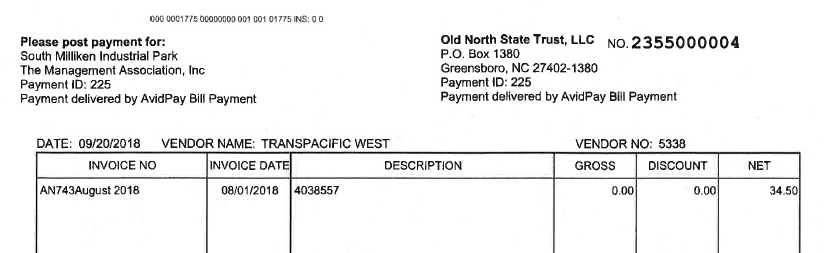 000 0001775 00000000 001 001 01775 INS: 0 0
Please post payment for:
South Milliken Industrial Park
The Management Association, Inc
Payment ID: 225
Payment delivered by AvidPay Bill Payment
Old North State Trust, LLC NO. 2355000004
P.O. Box 1380
Greensboro, NC 27402-1380
Payment ID: 225
Payment delivered by AvidPay Bill Payment
DATE: 09/20/2018 VENDOR NAME: TRANSPACIFIC WEST VENDOR NO: 5338
INVOICE NO INVOICE DATE DESCRIPTION GROSS DISCOUNT NET
AN743August 2018 08/01/2018 4038557 0.00 0.00 34.50